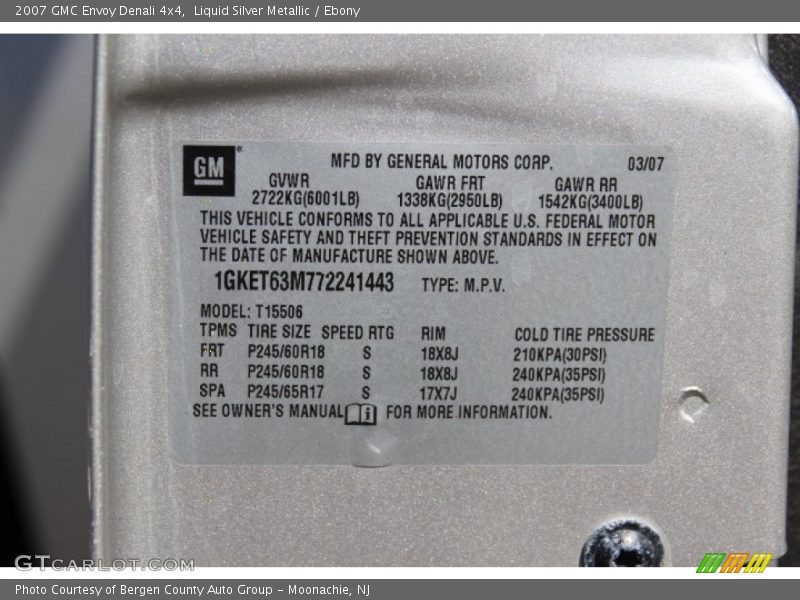 2007 GMC Envoy Denali 4x4, Liquid Silver Metallic / Ebony
GM ®
MFD BY GENERAL MOTORS CORP. 03/07
GVWR GAWR FRT GAWR RR
2722KG(6001LB) 1338KG(2950LB) 1542KG(3400LB)
THIS VEHICLE CONFORMS TO ALL APPLICABLE U.S. FEDERAL MOTOR
VEHICLE SAFETY AND THEFT PREVENTION STANDARDS IN EFFECT ON
THE DATE OF MANUFACTURE SHOWN ABOVE.
1GKET63M772241443 TYPE: M.P.V.
MODEL: T15506
TPMS TIRE SIZE SPEED RTG RIM COLD TIRE PRESSURE
FRT P245/60R18 S 18X8J 210KPA(30PSI)
RR P245/60R18 S 18X8J 240KPA(35PSI)
SPA P245/65R17 S 17X7J 240KPA(35PSI)
SEE OWNER'S MANUAL i FOR MORE INFORMATION.
GTCARLOT.COM
Photo Courtesy of Bergen County Auto Group - Moonachie, NJ